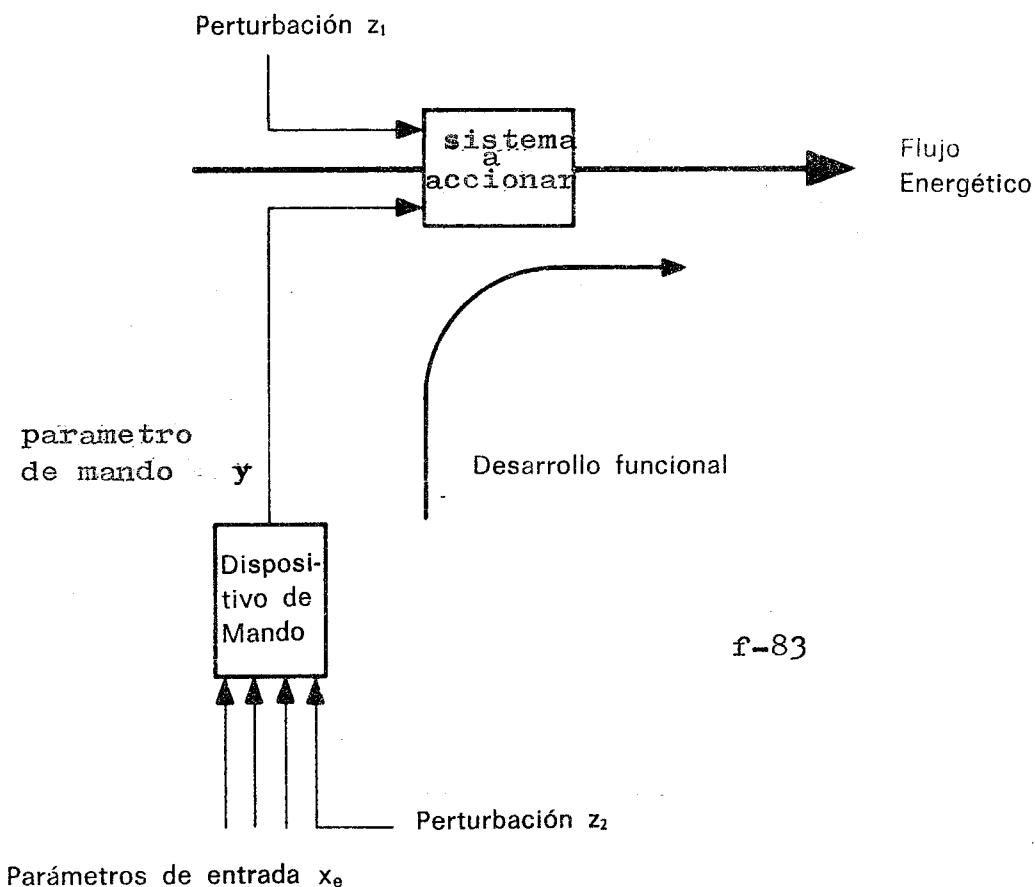 Perturbación z₁
sistema
a
accionar
Flujo
Energético
parametro
de mando y
Desarrollo funcional
Disposi-
tivo de
Mando
f-83
Perturbación z₂
Parámetros de entrada xₑ